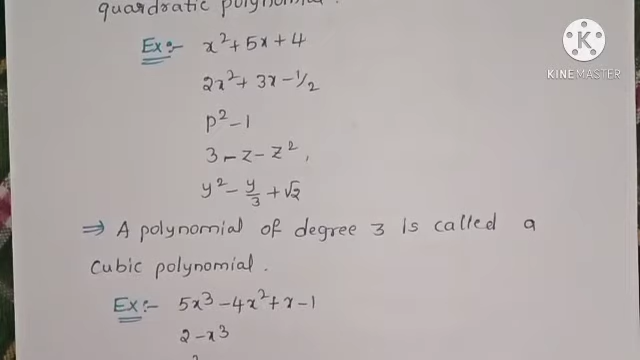 quardratic polynomial.
Ex:- x² + 5x + 4
2x² + 3x - 1/2
p² - 1
3 - z - z²,
y² - y/3 + √2
⇒ A polynomial of degree 3 is called a
cubic polynomial.
Ex:- 5x³ - 4x² + x - 1
2 - x³
K
KINEMASTER